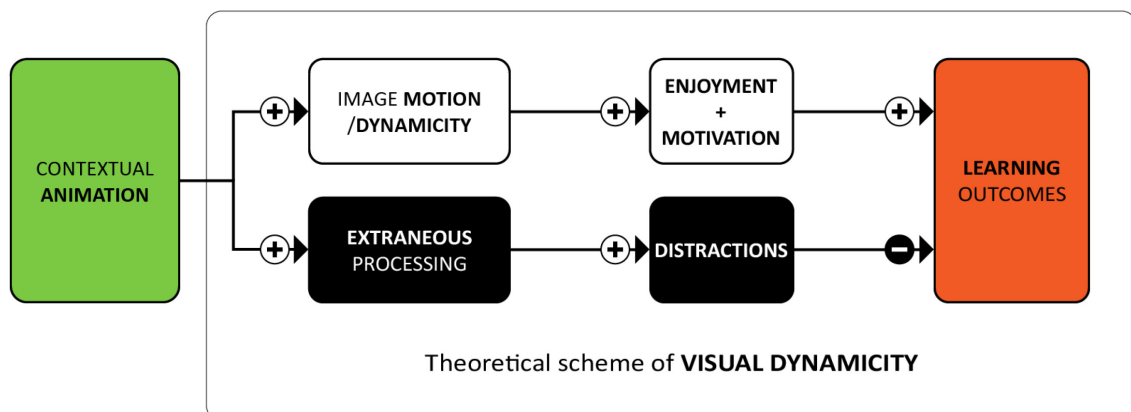 CONTEXTUAL
ANIMATION
IMAGE MOTION
/DYNAMICITY
ENJOYMENT
+
MOTIVATION
LEARNING
OUTCOMES
EXTRANEOUS
PROCESSING
DISTRACTIONS
Theoretical scheme of VISUAL DYNAMICITY